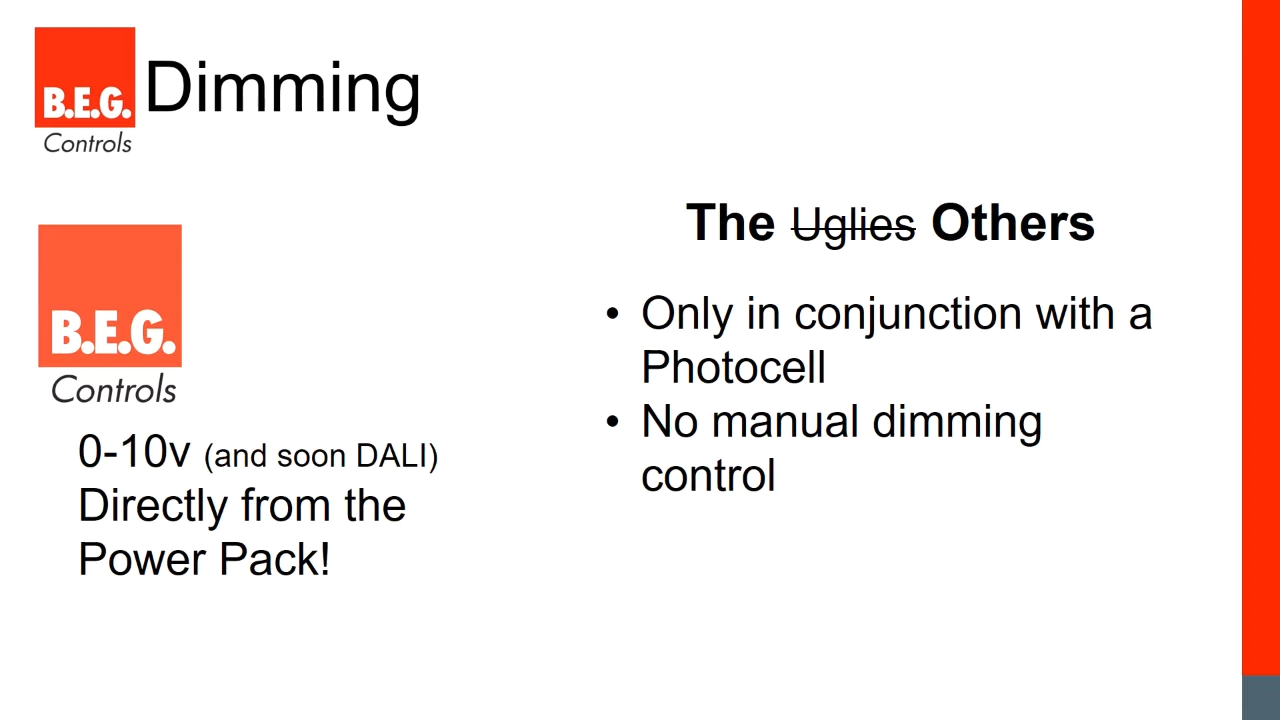 B.E.G.
Controls
Dimming
B.E.G.
Controls
0-10v (and soon DALI)
Directly from the
Power Pack!
The Uglies Others
• Only in conjunction with a
Photocell
• No manual dimming
control